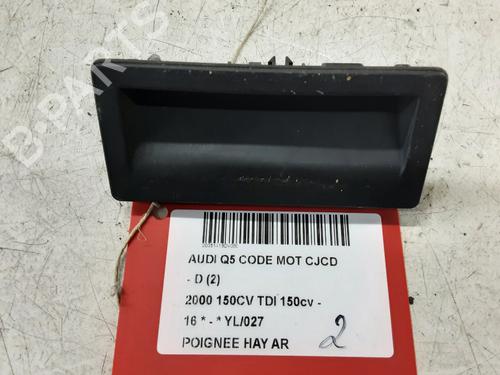 B-PARTS
AUDI Q5 CODE MOT CJCD
- D (2)
2000 150CV TDI 150cv -
16 * - * YL/027
POIGNEE HAY AR
2